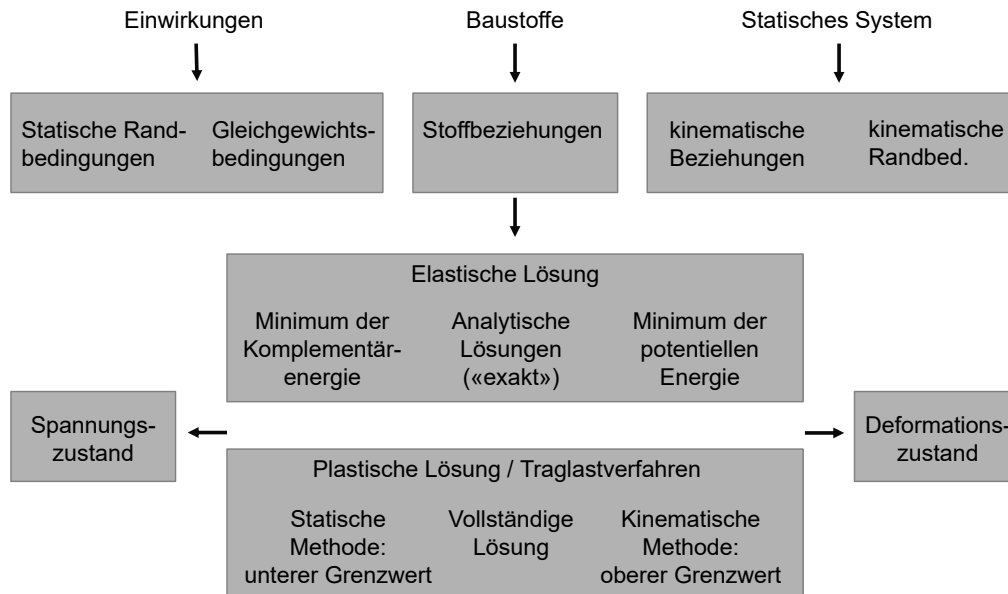 Einwirkungen
Baustoffe
Statisches System
Statische Rand-
bedingungen
Gleichgewichts-
bedingungen
Stoffbeziehungen
kinematische
Beziehungen
kinematische
Randbed.
Elastische Lösung
Minimum der
Komplementär-
energie
Analytische
Lösungen
(«exakt»)
Minimum der
potentiellen
Energie
Spannungs-
zustand
Deformations-
zustand
Plastische Lösung / Traglastverfahren
Statische
Methode:
unterer Grenzwert
Vollständige
Lösung
Kinematische
Methode:
oberer Grenzwert